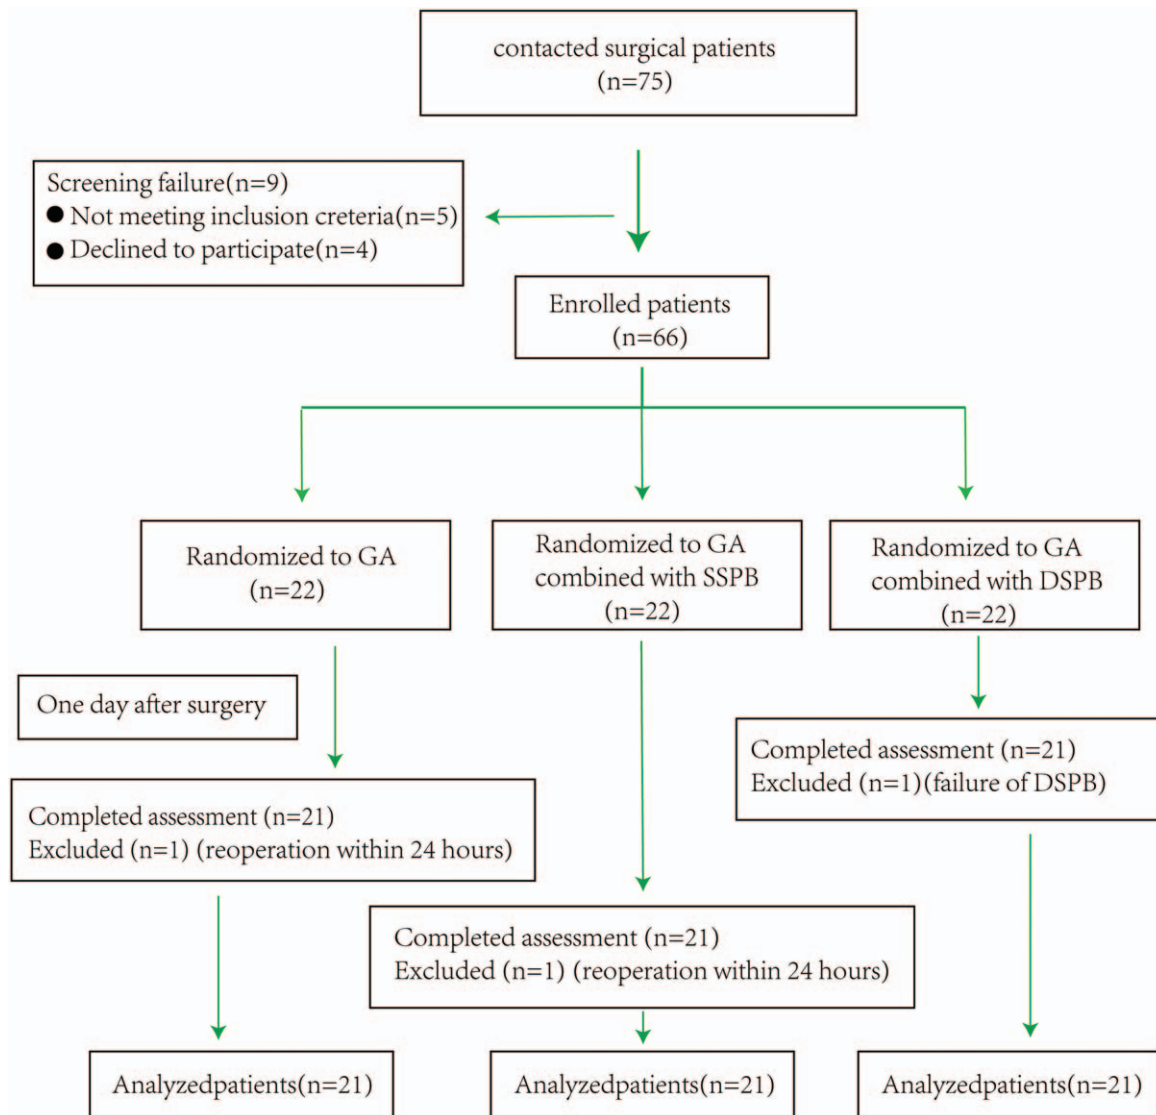 contacted surgical patients
(n=75)
Screening failure(n=9)
● Not meeting inclusion creteria(n=5)
● Declined to participate(n=4)
Enrolled patients
(n=66)
Randomized to GA
(n=22)
Randomized to GA
combined with SSPB
(n=22)
Randomized to GA
combined with DSPB
(n=22)
One day after surgery
Completed assessment (n=21)
Excluded (n=1)(failure of DSPB)
Completed assessment (n=21)
Excluded (n=1) (reoperation within 24 hours)
Completed assessment (n=21)
Excluded (n=1) (reoperation within 24 hours)
Analyzedpatients(n=21)
Analyzedpatients(n=21)
Analyzedpatients(n=21)